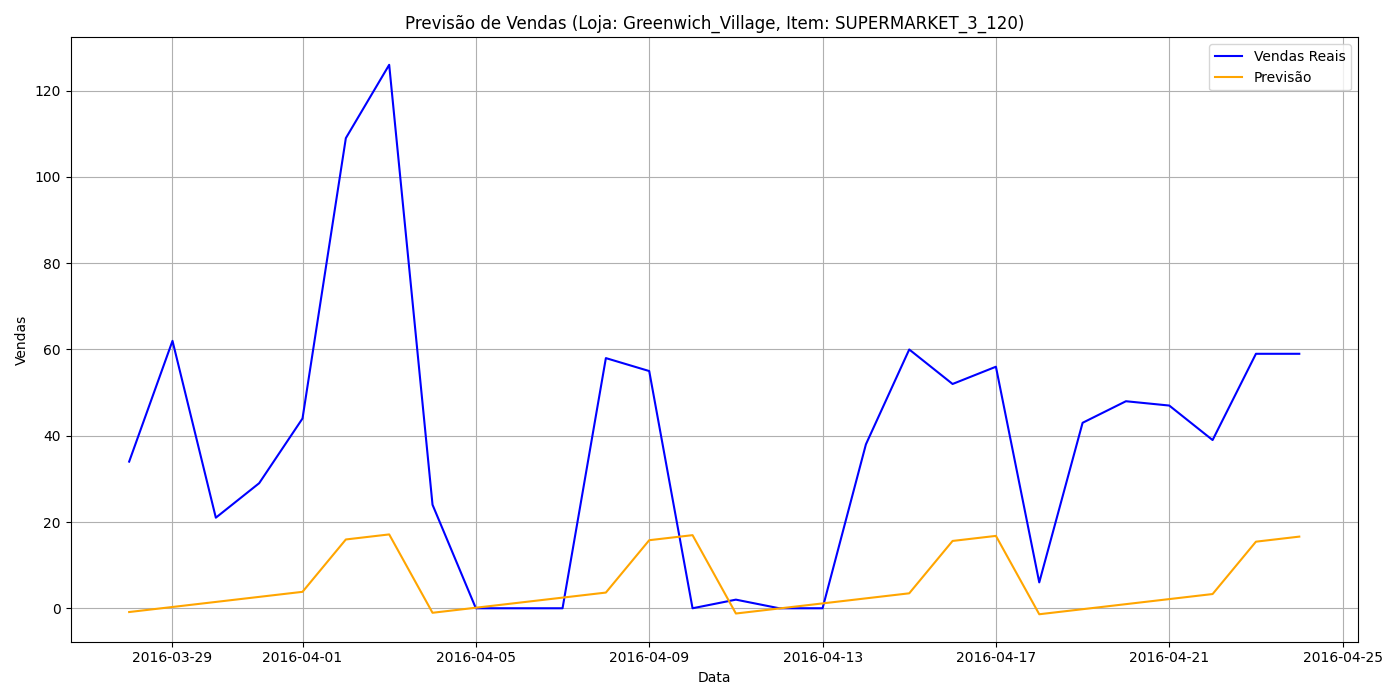 Previsão de Vendas (Loja: Greenwich_Village, Item: SUPERMARKET_3_120)
Vendas Reais
Previsão
120
100
80
60
40
20
0
Vendas
2016-03-29 2016-04-01 2016-04-05 2016-04-09 2016-04-13 2016-04-17 2016-04-21 2016-04-25
Data